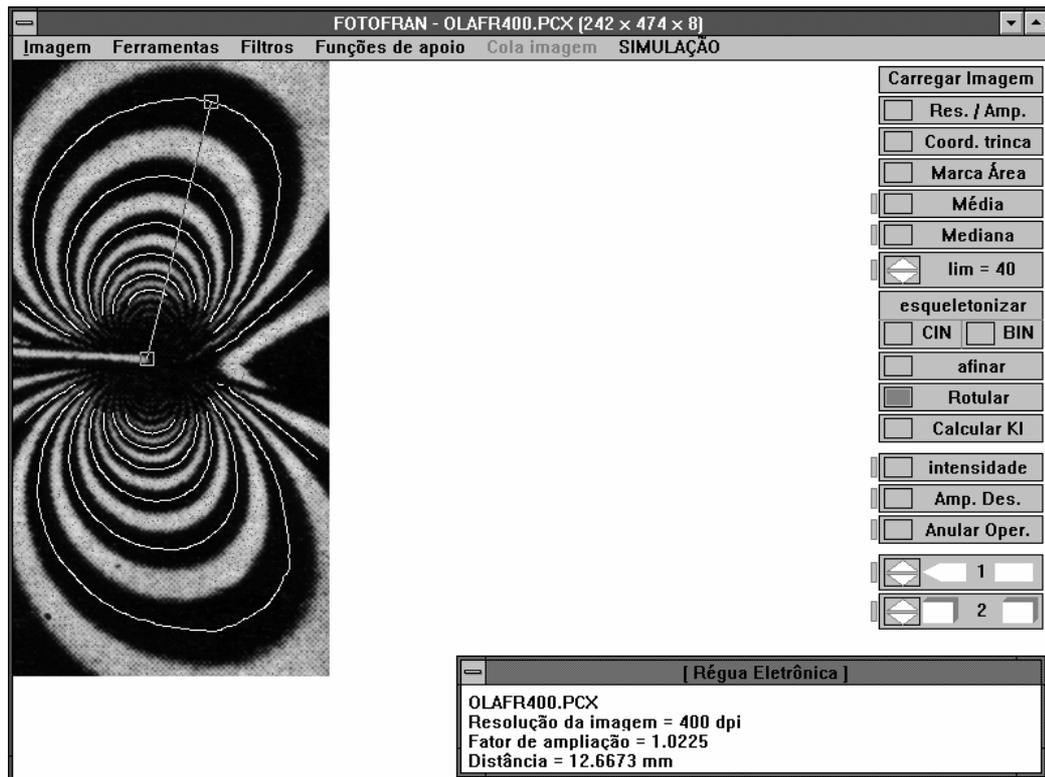 FOTOFRAN - OLAFR400.PCX (242 x 474 x 8)
Imagem Ferramentas Filtros Funções de apoio Cola imagem SIMULAÇÃO
Carregar Imagem
Res. / Amp.
Coord. trinca
Marca Área
Média
Mediana
lim = 40
esqueletonizar
CIN BIN
afinar
Rotular
Calcular KI
intensidade
Amp. Des.
Anular Oper.
1
2
[ Régua Eletrônica ]
OLAFR400.PCX
Resolução da imagem = 400 dpi
Fator de ampliação = 1.0225
Distância = 12.6673 mm